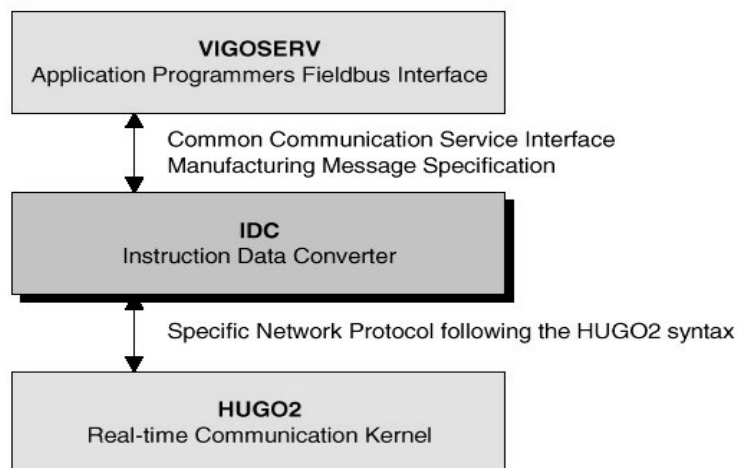 VIGOSERV
Application Programmers Fieldbus Interface
Common Communication Service Interface
Manufacturing Message Specification
IDC
Instruction Data Converter
Specific Network Protocol following the HUGO2 syntax
HUGO2
Real-time Communication Kernel